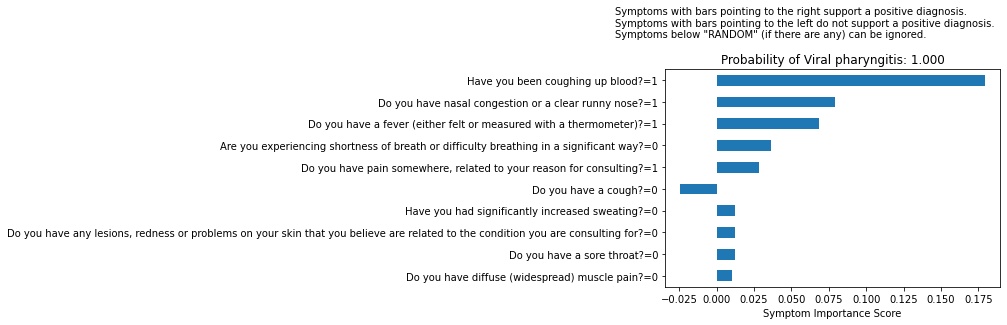 Symptoms with bars pointing to the right support a positive diagnosis.
Symptoms with bars pointing to the left do not support a positive diagnosis.
Symptoms below "RANDOM" (if there are any) can be ignored.
Probability of Viral pharyngitis: 1.000
Have you been coughing up blood?=1
Do you have nasal congestion or a clear runny nose?=1
Do you have a fever (either felt or measured with a thermometer)?=1
Are you experiencing shortness of breath or difficulty breathing in a significant way?=0
Do you have pain somewhere, related to your reason for consulting?=1
Do you have a cough?=0
Have you had significantly increased sweating?=0
Do you have any lesions, redness or problems on your skin that you believe are related to the condition you are consulting for?=0
Do you have a sore throat?=0
Do you have diffuse (widespread) muscle pain?=0
−0.025 0.000 0.025 0.050 0.075 0.100 0.125 0.150 0.175
Symptom Importance Score